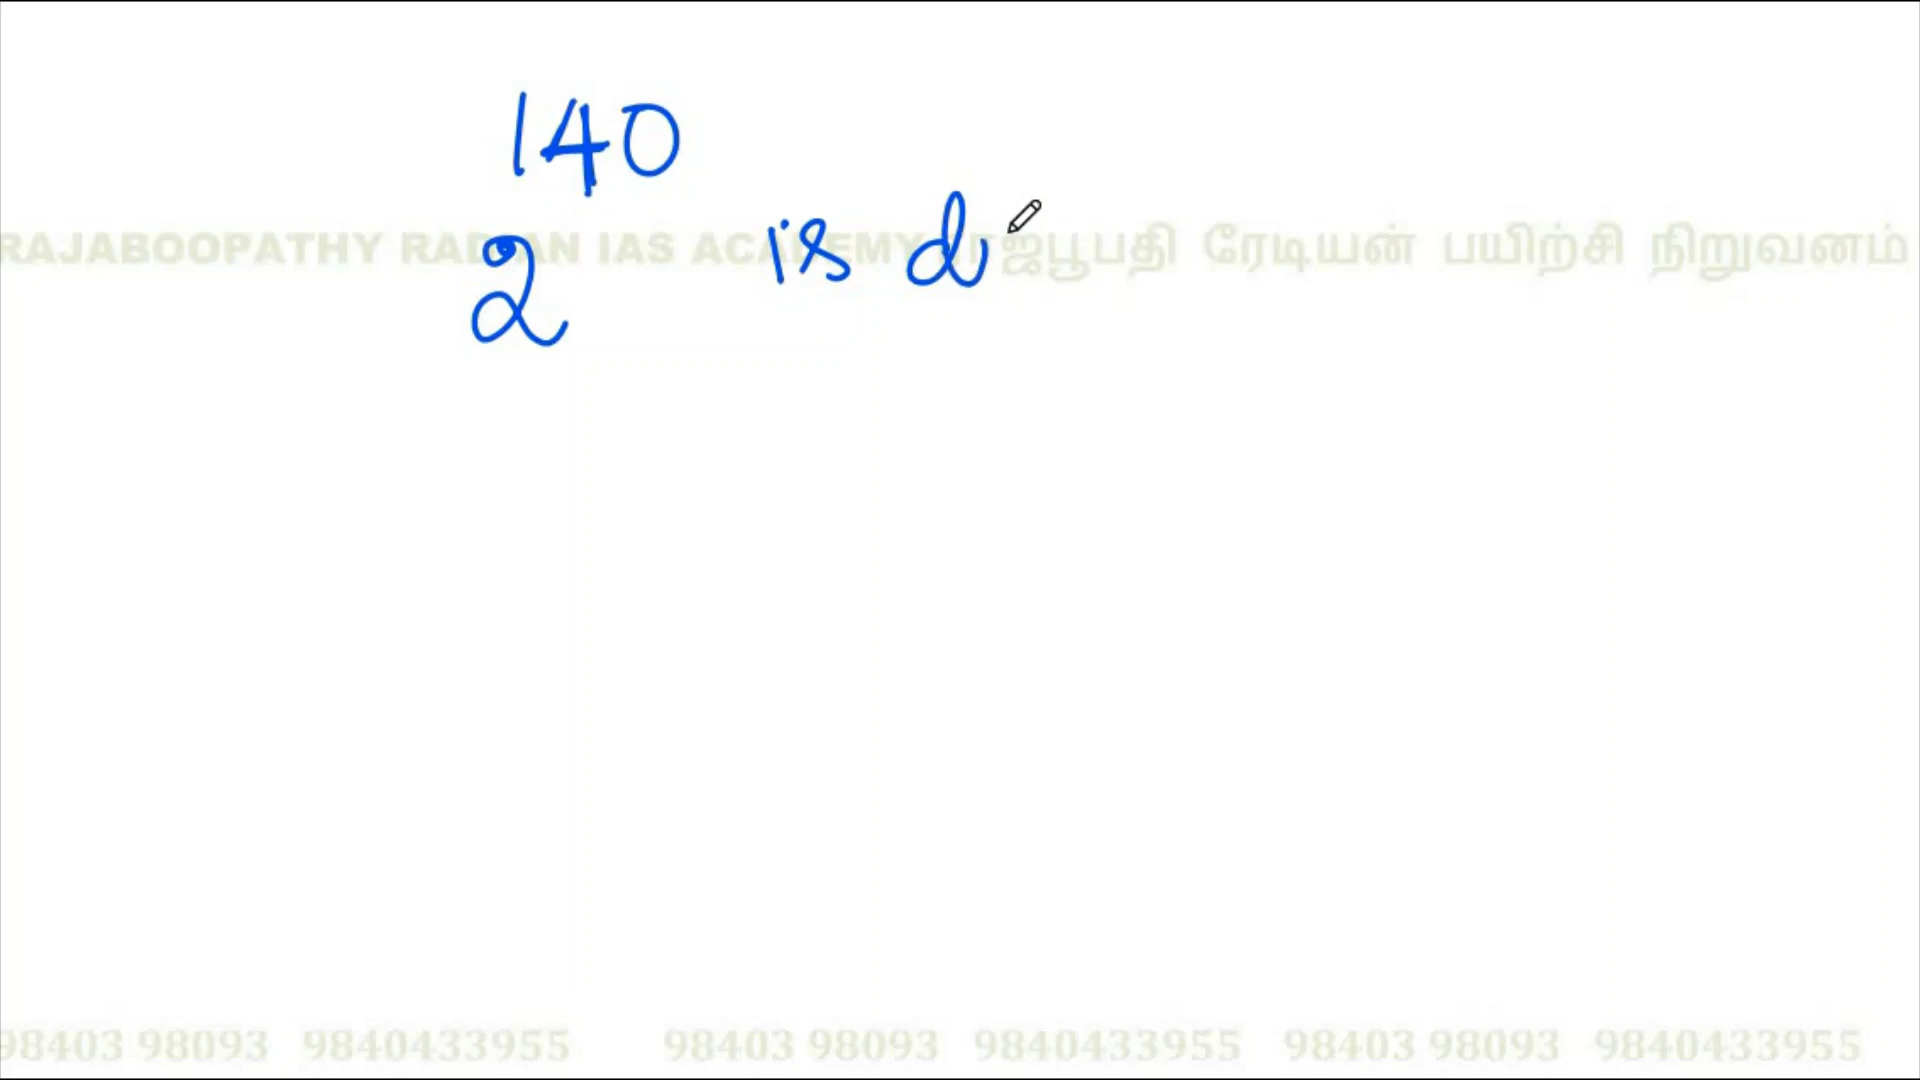 140
2 is d
RAJABOOPATHY RADIAN IAS ACADEMY ராஜபூபதி ரேடியன் பயிற்சி நிறுவனம்
98403 98093 9840433955 98403 98093 9840433955 98403 98093 9840433955